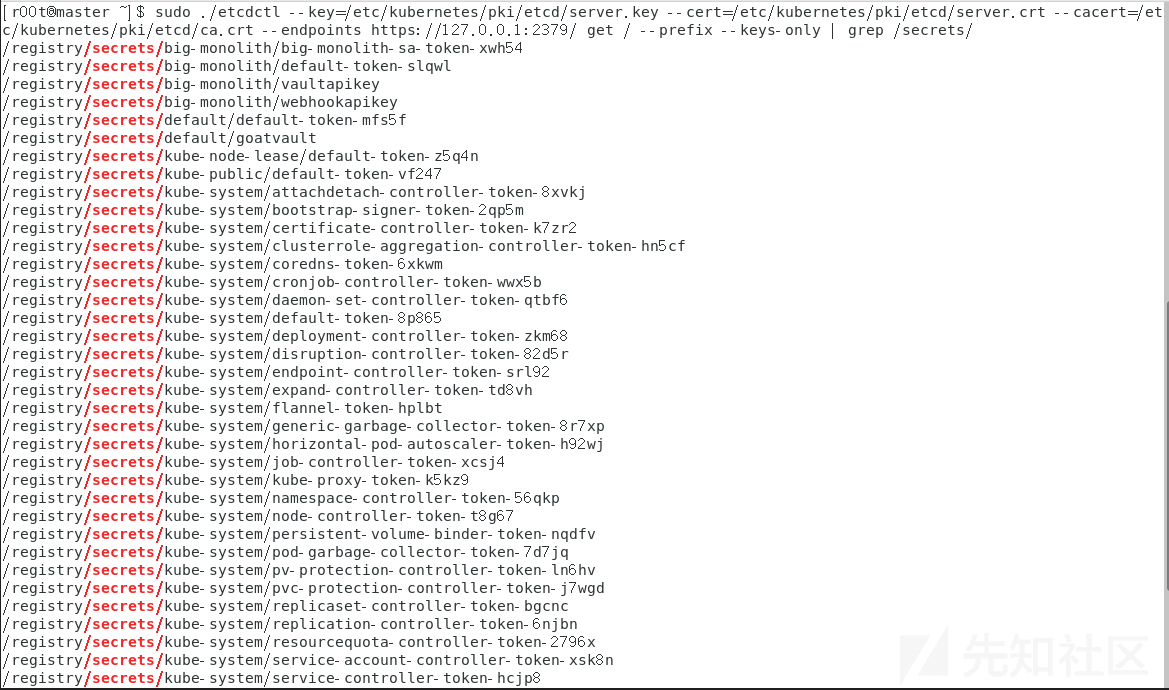 [r00t@master ~]$ sudo ./etcdctl --key=/etc/kubernetes/pki/etcd/server.key --cert=/etc/kubernetes/pki/etcd/server.crt --cacert=/et
c/kubernetes/pki/etcd/ca.crt --endpoints https://127.0.0.1:2379/ get / --prefix --keys-only | grep /secrets/
/registry/secrets/big-monolith/big-monolith-sa-token-xwh54
/registry/secrets/big-monolith/default-token-slqwl
/registry/secrets/big-monolith/vaultapikey
/registry/secrets/big-monolith/webhookapikey
/registry/secrets/default/default-token-mfs5f
/registry/secrets/default/goatvault
/registry/secrets/kube-node-lease/default-token-z5q4n
/registry/secrets/kube-public/default-token-vf247
/registry/secrets/kube-system/attachdetach-controller-token-8xvkj
/registry/secrets/kube-system/bootstrap-signer-token-2qp5m
/registry/secrets/kube-system/certificate-controller-token-k7zr2
/registry/secrets/kube-system/clusterrole-aggregation-controller-token-hn5cf
/registry/secrets/kube-system/coredns-token-6xkwm
/registry/secrets/kube-system/cronjob-controller-token-wwx5b
/registry/secrets/kube-system/daemon-set-controller-token-qtbf6
/registry/secrets/kube-system/default-token-8p865
/registry/secrets/kube-system/deployment-controller-token-zkm68
/registry/secrets/kube-system/disruption-controller-token-82d5r
/registry/secrets/kube-system/endpoint-controller-token-srl92
/registry/secrets/kube-system/expand-controller-token-td8vh
/registry/secrets/kube-system/flannel-token-hplbt
/registry/secrets/kube-system/generic-garbage-collector-token-8r7xp
/registry/secrets/kube-system/horizontal-pod-autoscaler-token-h92wj
/registry/secrets/kube-system/job-controller-token-xcsj4
/registry/secrets/kube-system/kube-proxy-token-k5kz9
/registry/secrets/kube-system/namespace-controller-token-56qkp
/registry/secrets/kube-system/node-controller-token-t8g67
/registry/secrets/kube-system/persistent-volume-binder-token-nqdfv
/registry/secrets/kube-system/pod-garbage-collector-token-7d7jq
/registry/secrets/kube-system/pv-protection-controller-token-ln6hv
/registry/secrets/kube-system/pvc-protection-controller-token-j7wgd
/registry/secrets/kube-system/replicaset-controller-token-bgcnc
/registry/secrets/kube-system/replication-controller-token-6njbn
/registry/secrets/kube-system/resourcequota-controller-token-2796x
/registry/secrets/kube-system/service-account-controller-token-xsk8n
/registry/secrets/kube-system/service-controller-token-hcjp8
先知社区